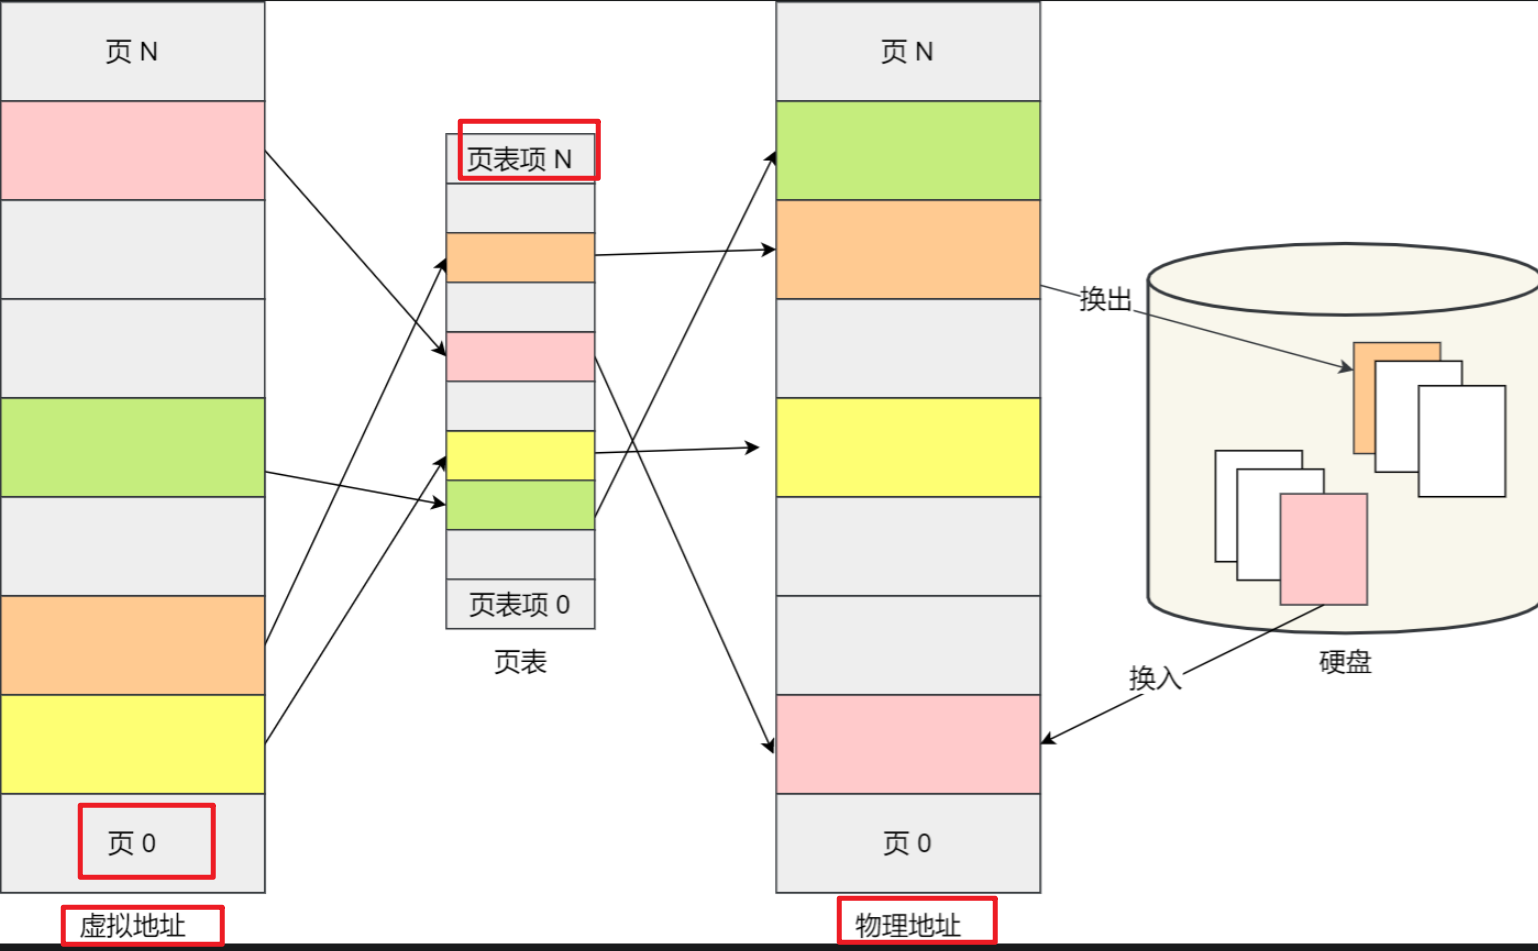 页 N
页表项 N
页表项 0
页表
页 0
虚拟地址
页 N
页 0
物理地址
换出
换入
硬盘